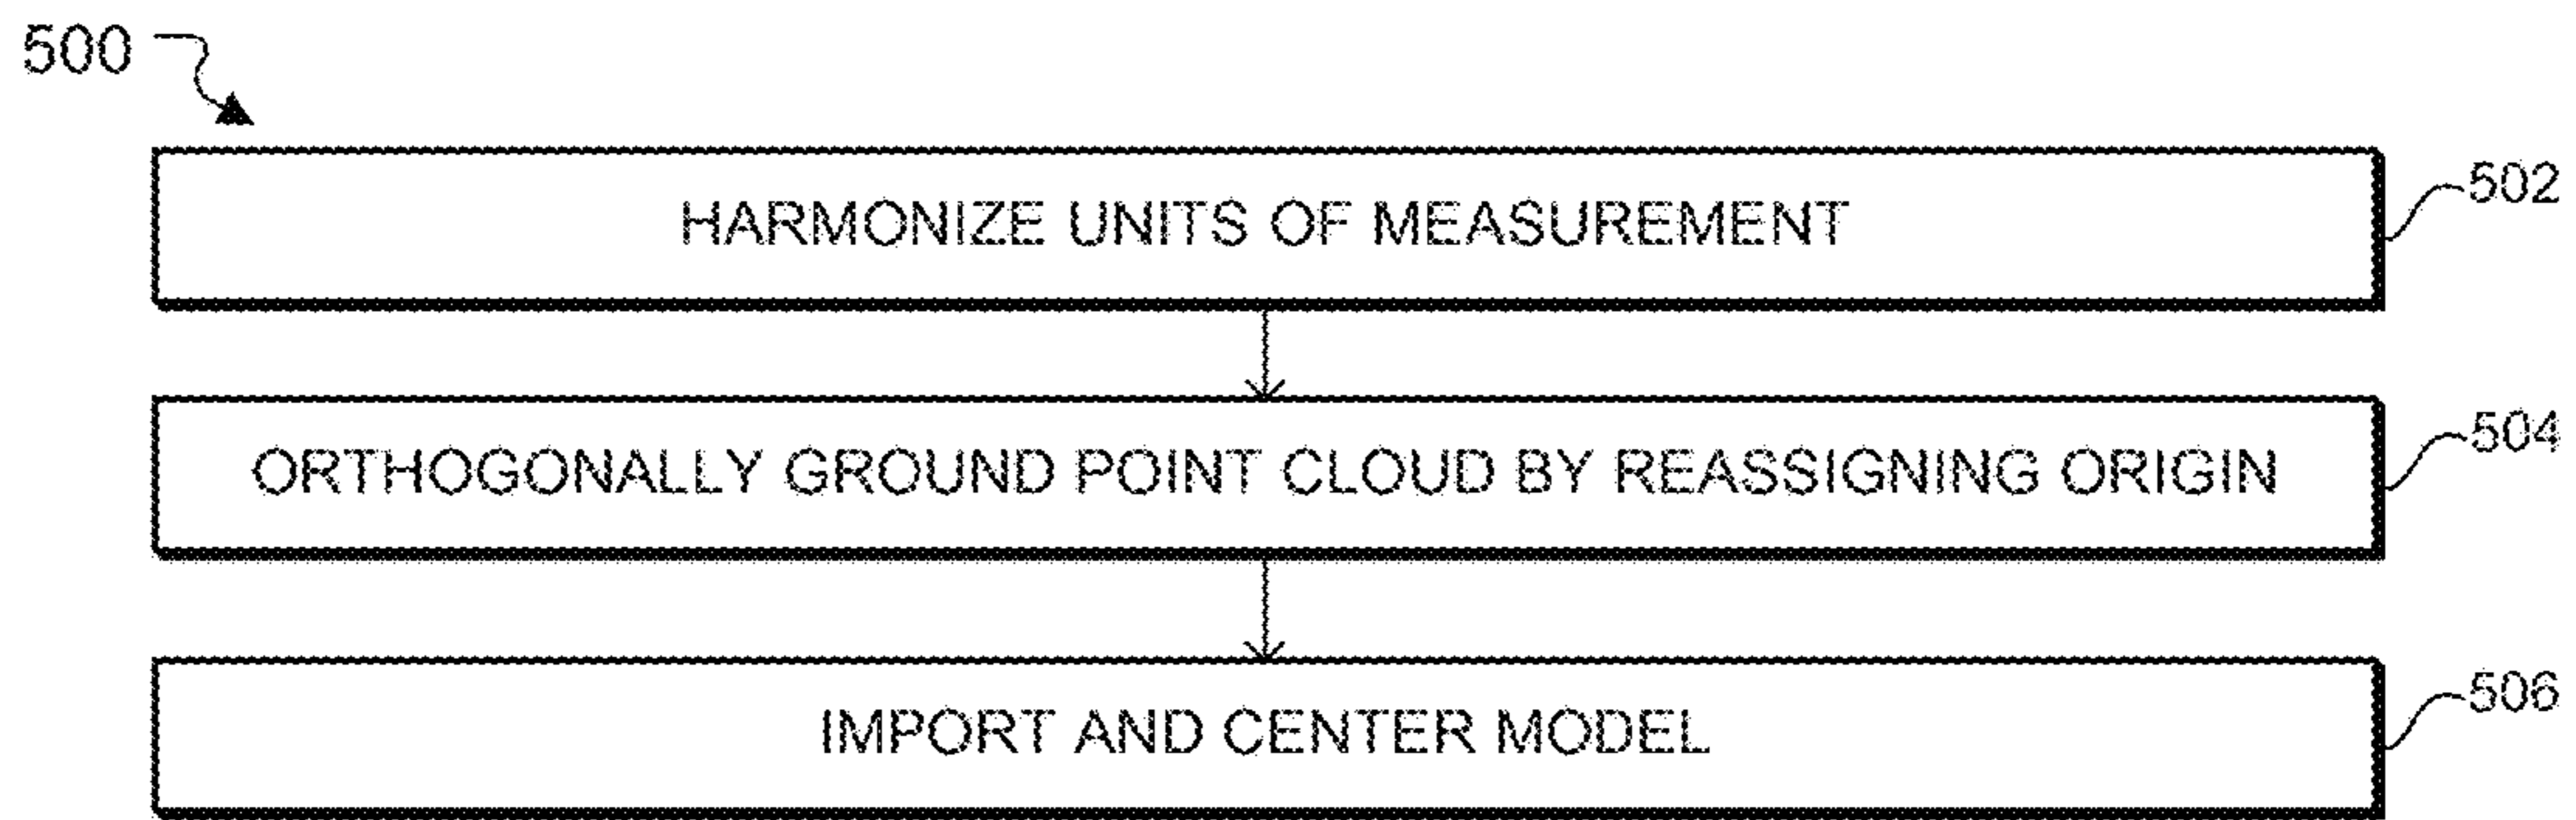 500
HARMONIZE UNITS OF MEASUREMENT
502
ORTHOGONALLY GROUND POINT CLOUD BY REASSIGNING ORIGIN
504
IMPORT AND CENTER MODEL
506